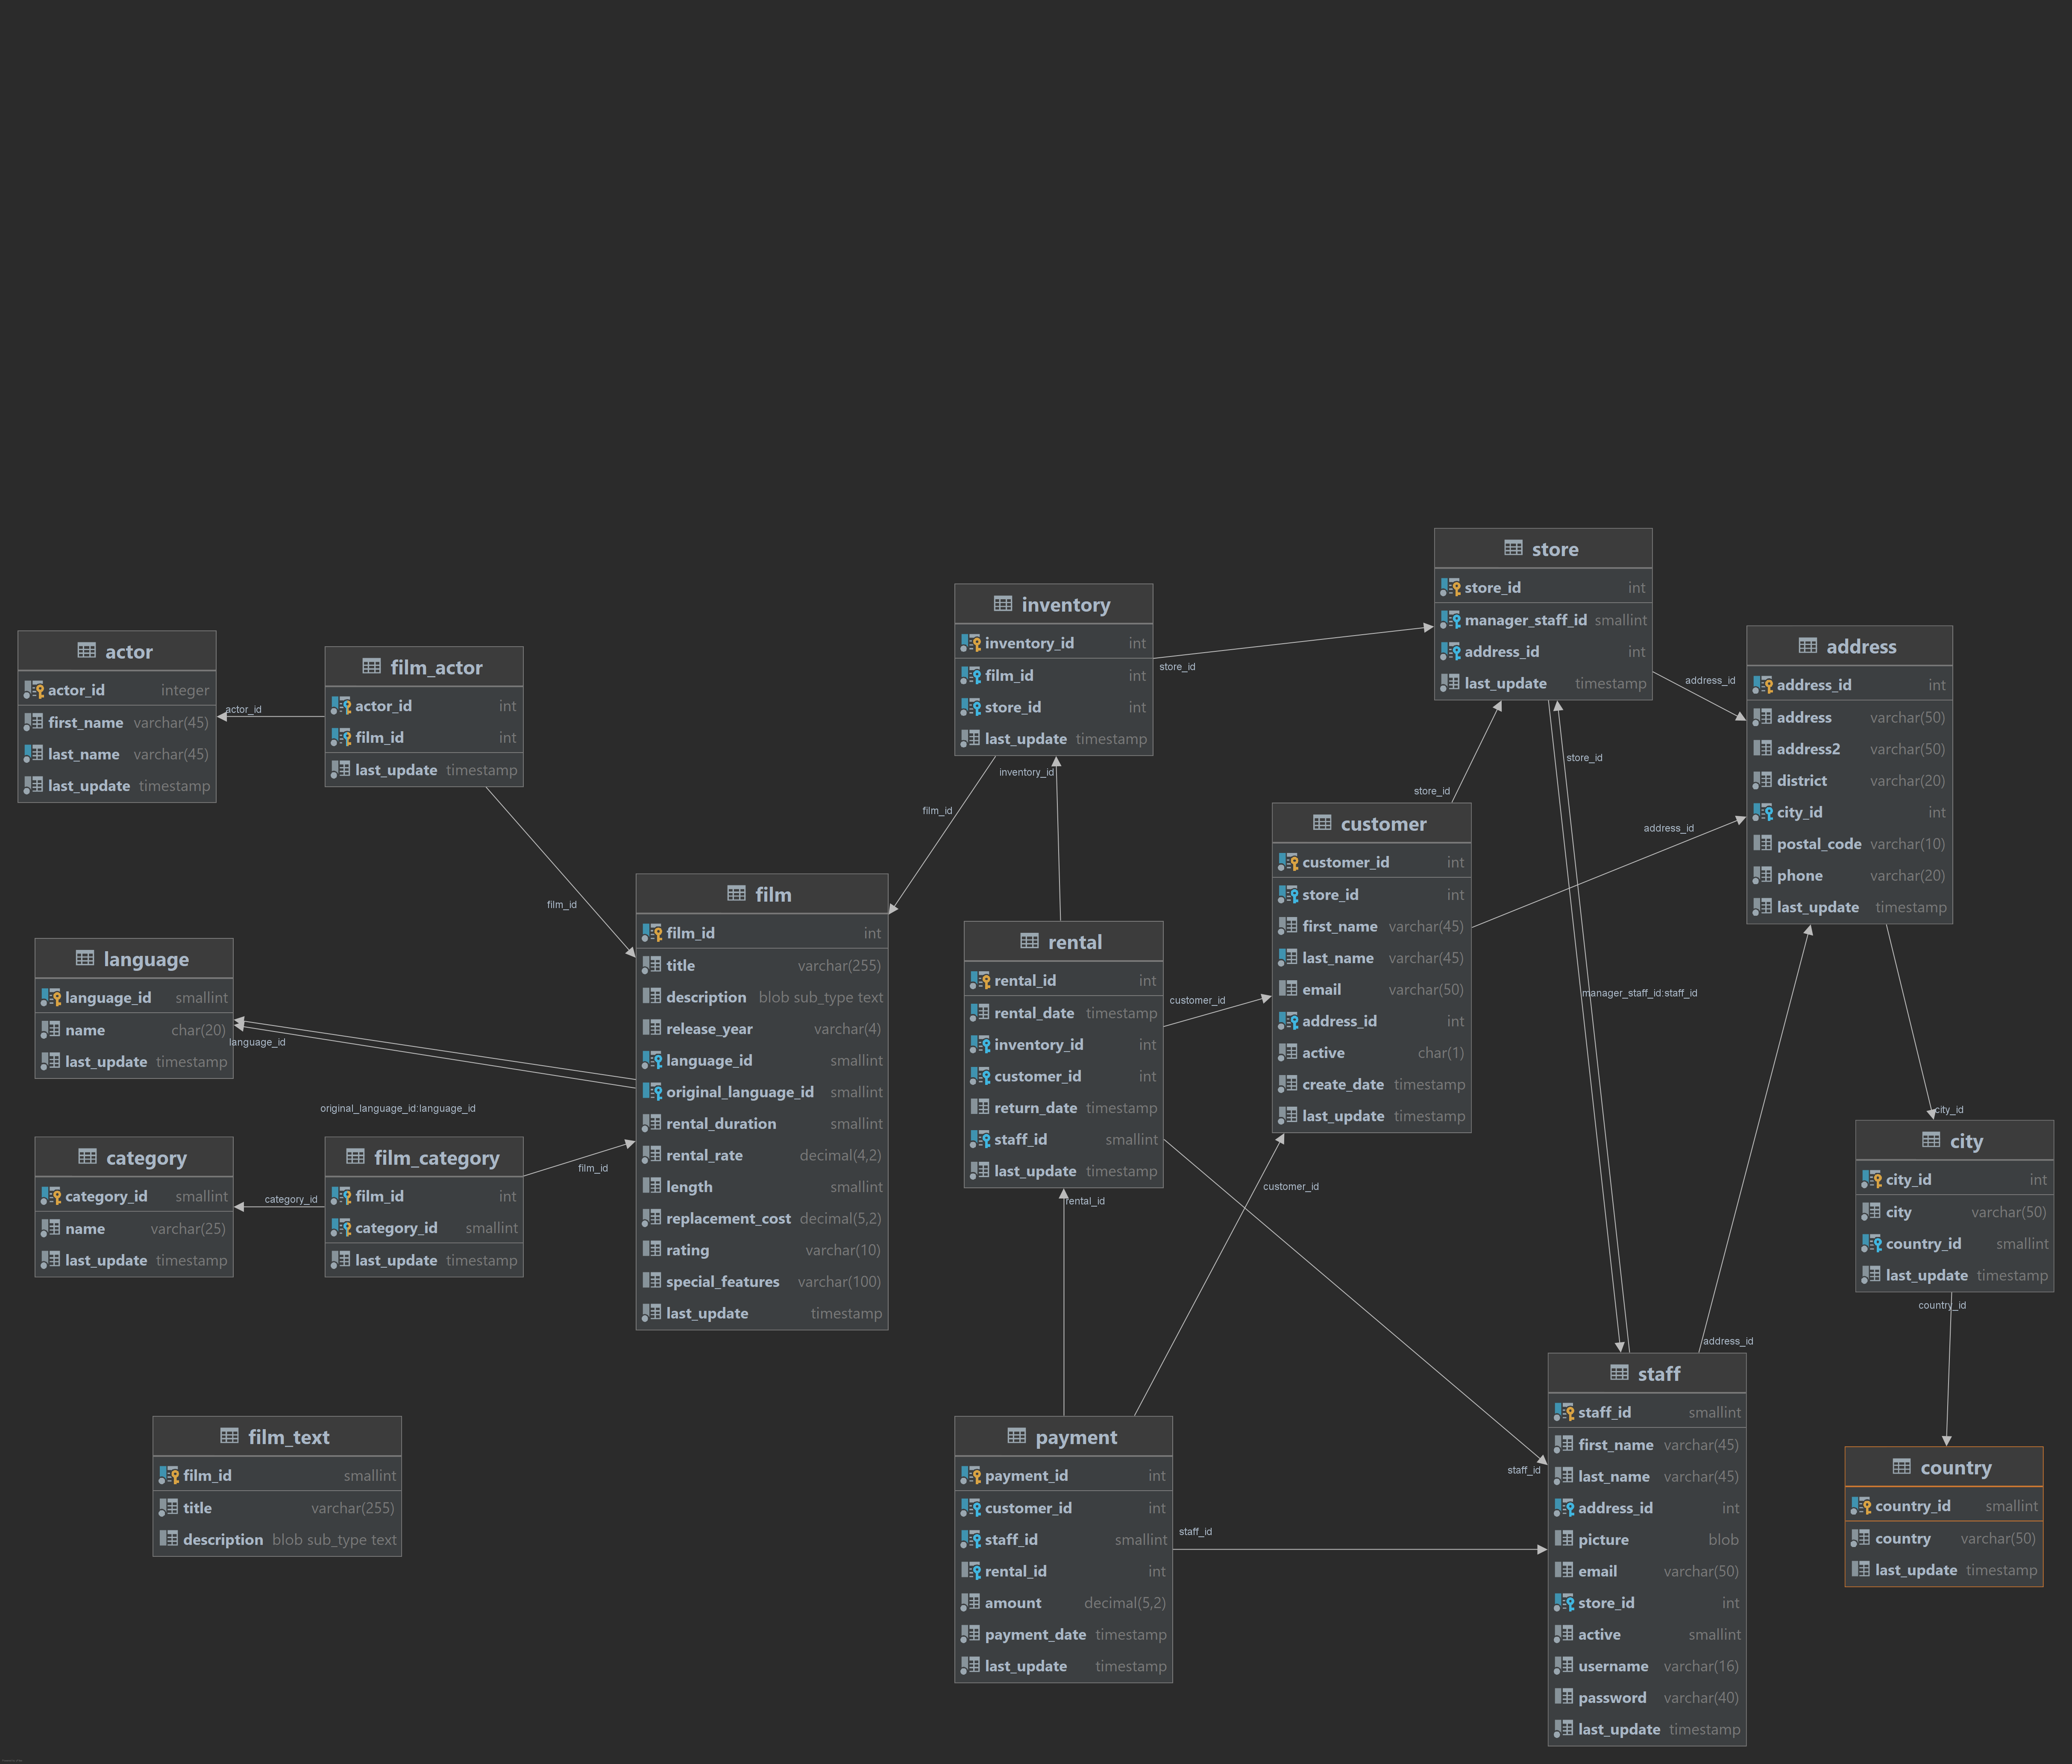 store
store_id int
manager_staff_id smallint
address_id int
last_update timestamp
inventory
inventory_id int
film_id int
store_id int
last_update timestamp
store_id
address_id
address
address_id int
address varchar(50)
address2 varchar(50)
district varchar(20)
city_id int
postal_code varchar(10)
phone varchar(20)
last_update timestamp
actor
actor_id integer
first_name varchar(45)
last_name varchar(45)
last_update timestamp
actor_id
film_actor
actor_id int
film_id int
last_update timestamp
film_id
inventory_id
film_id
store_id
store_id
address_id
customer
customer_id int
store_id int
first_name varchar(45)
last_name varchar(45)
email varchar(50)
address_id int
active char(1)
create_date timestamp
last_update timestamp
film
film_id int
title varchar(255)
description blob sub_type text
release_year varchar(4)
language_id smallint
original_language_id smallint
rental_duration smallint
rental_rate decimal(4,2)
length smallint
replacement_cost decimal(5,2)
rating varchar(10)
special_features varchar(100)
last_update timestamp
rental
rental_id int
rental_date timestamp
inventory_id int
customer_id int
return_date timestamp
staff_id smallint
last_update timestamp
customer_id
manager_staff_id:staff_id
language
language_id smallint
name char(20)
last_update timestamp
language_id
original_language_id:language_id
category
category_id smallint
name varchar(25)
last_update timestamp
category_id
film_category
film_id int
category_id smallint
last_update timestamp
film_id
customer_id
rental_id
city_id
city
city_id int
city varchar(50)
country_id smallint
last_update timestamp
country_id
address_id
film_text
film_id smallint
title varchar(255)
description blob sub_type text
payment
payment_id int
customer_id int
staff_id smallint
rental_id int
amount decimal(5,2)
payment_date timestamp
last_update timestamp
staff_id
staff_id
staff
staff_id smallint
first_name varchar(45)
last_name varchar(45)
address_id int
picture blob
email varchar(50)
store_id int
active smallint
username varchar(16)
password varchar(40)
last_update timestamp
country
country_id smallint
country varchar(50)
last_update timestamp